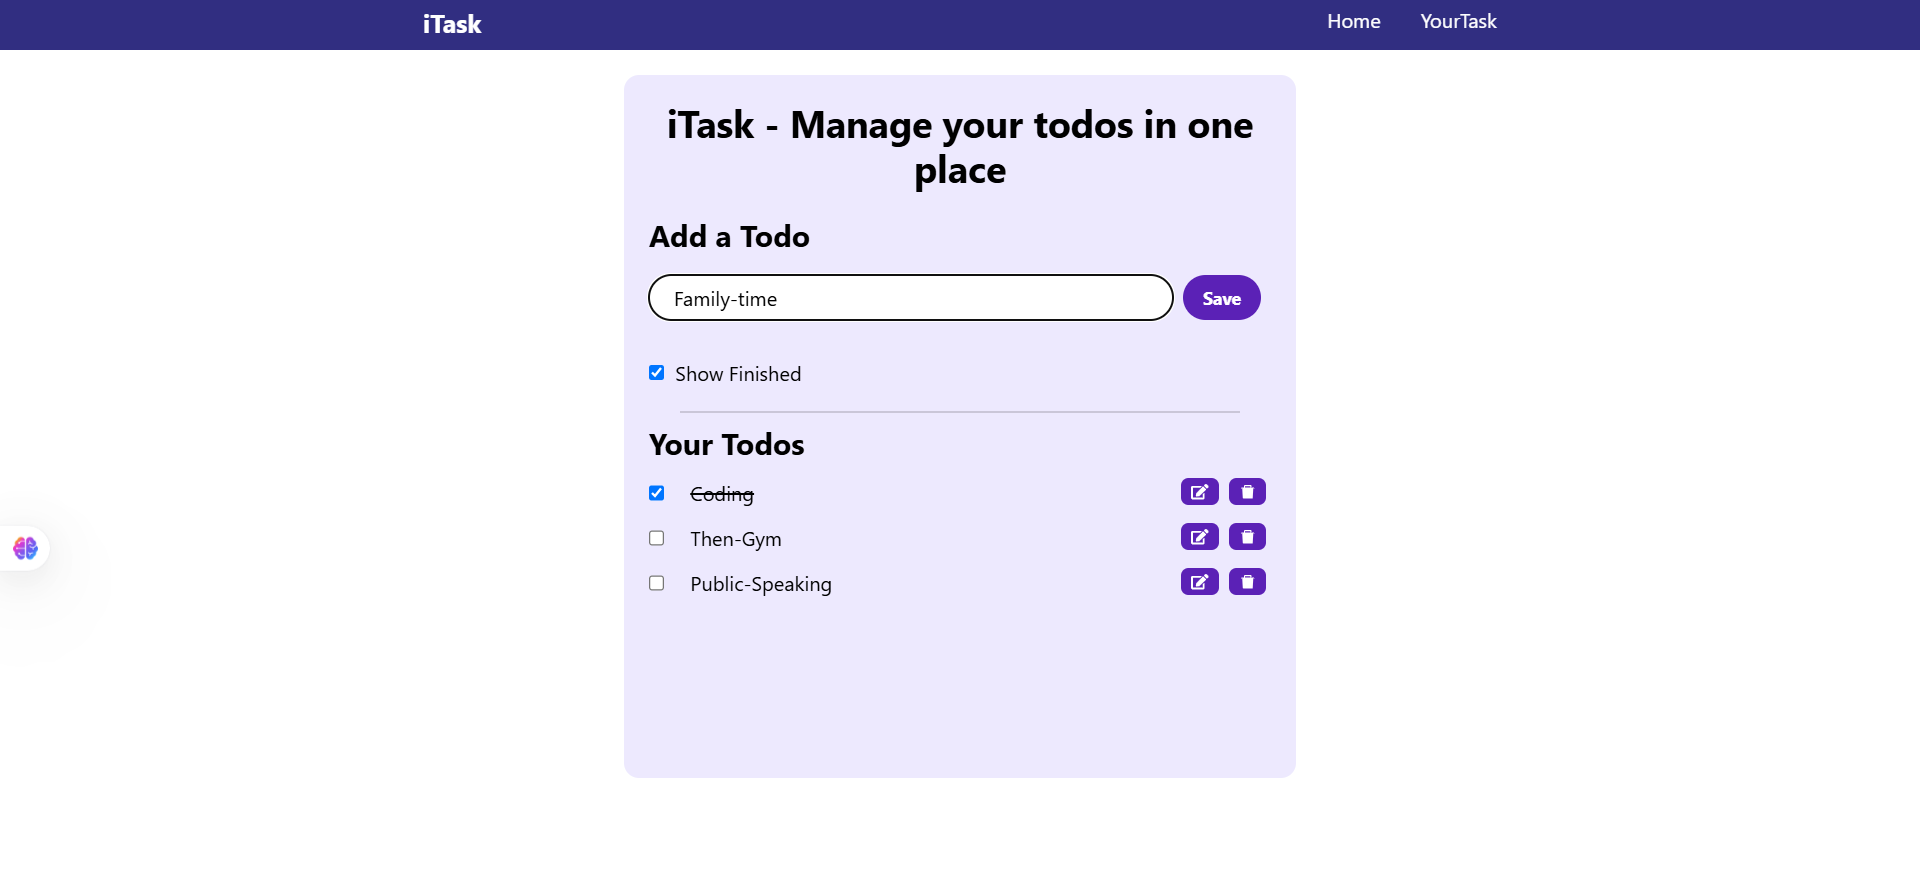 iTask
Home
YourTask
iTask - Manage your todos in one
place
Add a Todo
Family-time
Save
Show Finished
Your Todos
Coding
Then-Gym
Public-Speaking